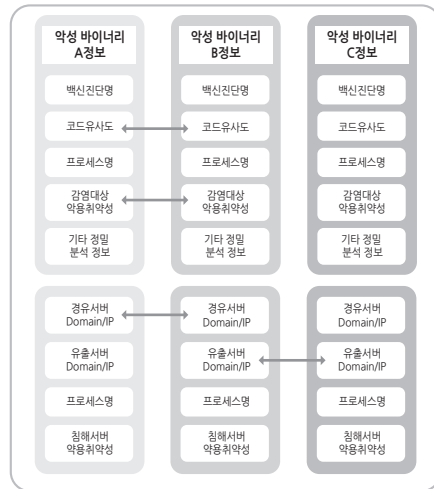 악성 바이너리
A정보
백신진단명
코드유사도
프로세스명
감염대상
악용취약성
기타 정밀
분석 정보
경유서버
Domain/IP
유출서버
Domain/IP
프로세스명
침해서버
악용취약성
악성 바이너리
B정보
백신진단명
코드유사도
프로세스명
감염대상
악용취약성
기타 정밀
분석 정보
경유서버
Domain/IP
유출서버
Domain/IP
프로세스명
침해서버
악용취약성
악성 바이너리
C정보
백신진단명
코드유사도
프로세스명
감염대상
악용취약성
기타 정밀
분석 정보
경유서버
Domain/IP
유출서버
Domain/IP
프로세스명
침해서버
악용취약성